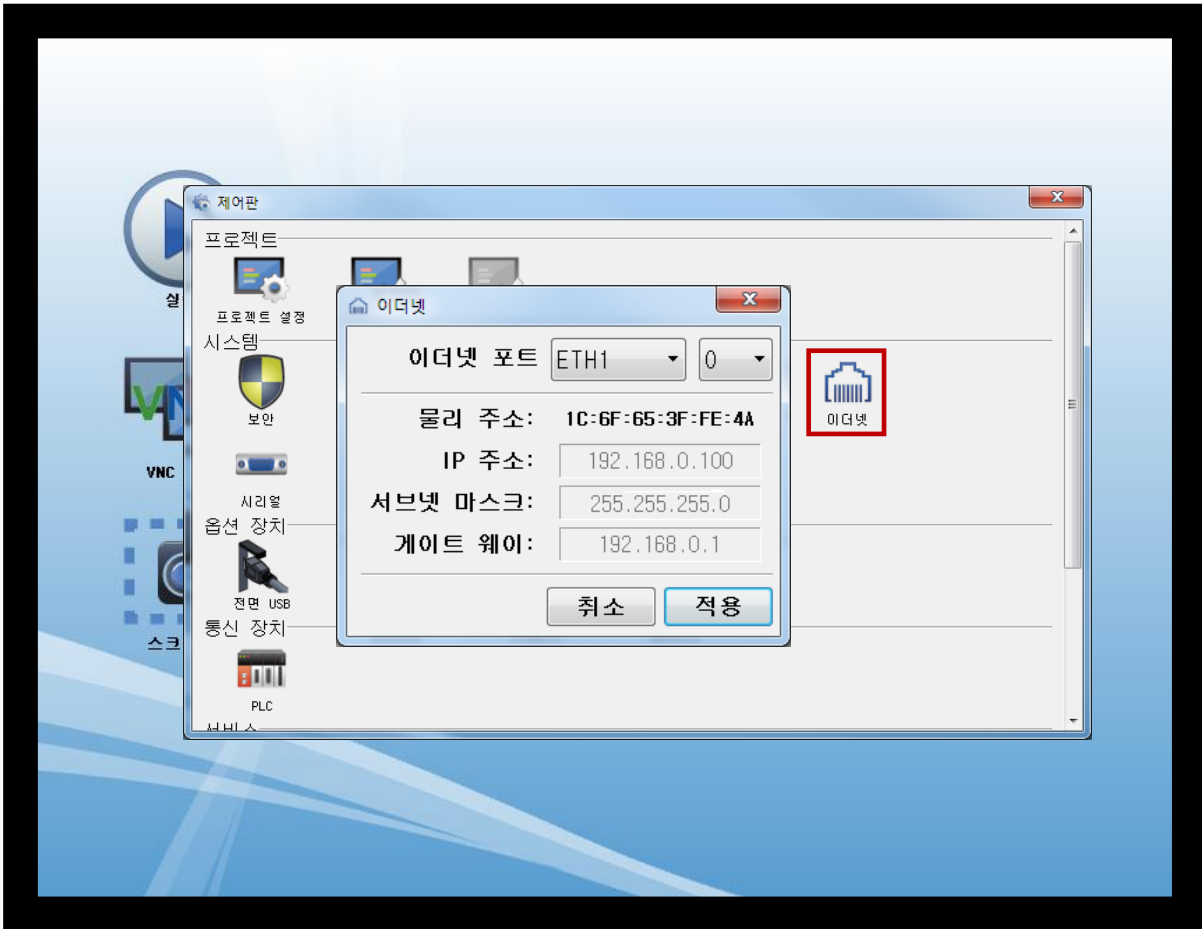 제어판
프로젝트
프로젝트 설정
시스템
보안
이더넷
시리얼
옵션 장치
전면 USB
통신 장치
PLC
이더넷
이더넷 포트 ETH1 0
물리 주소: 1C:6F:65:3F:FE:4A
IP 주소: 192.168.0.100
서브넷 마스크: 255.255.255.0
게이트 웨이: 192.168.0.1
취소 적용
VNC
스크